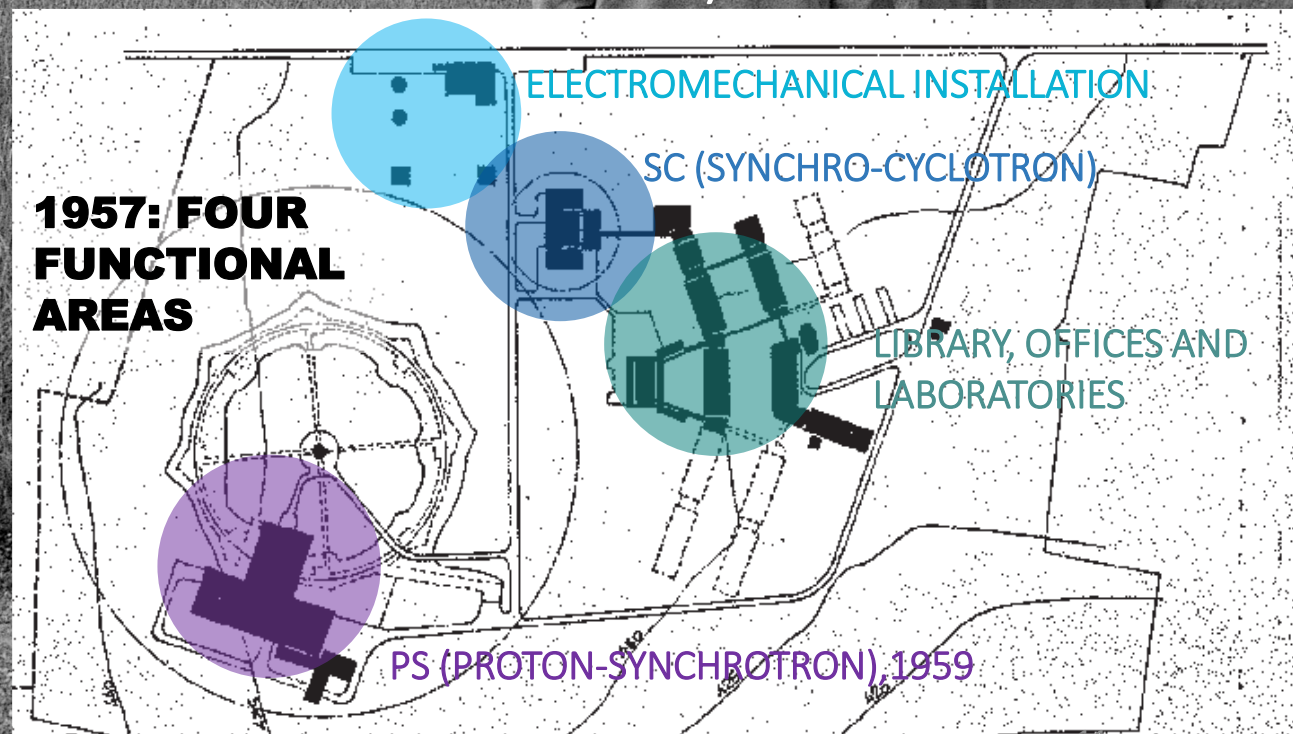 ELECTROMECHANICAL INSTALLATION
SC (SYNCHRO-CYCLOTRON)
1957: FOUR
FUNCTIONAL
AREAS
LIBRARY, OFFICES AND
LABORATORIES
PS (PROTON-SYNCHROTRON),1959